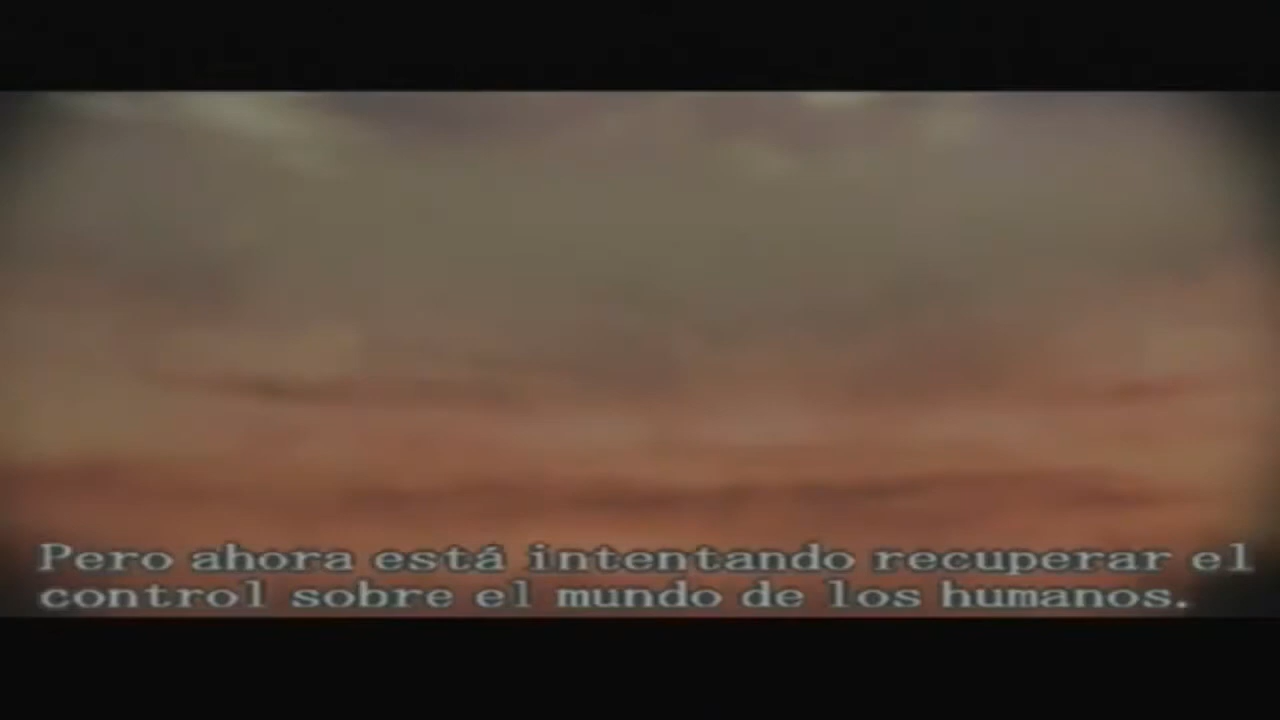 Pero ahora está intentando recuperar el
control sobre el mundo de los humanos.